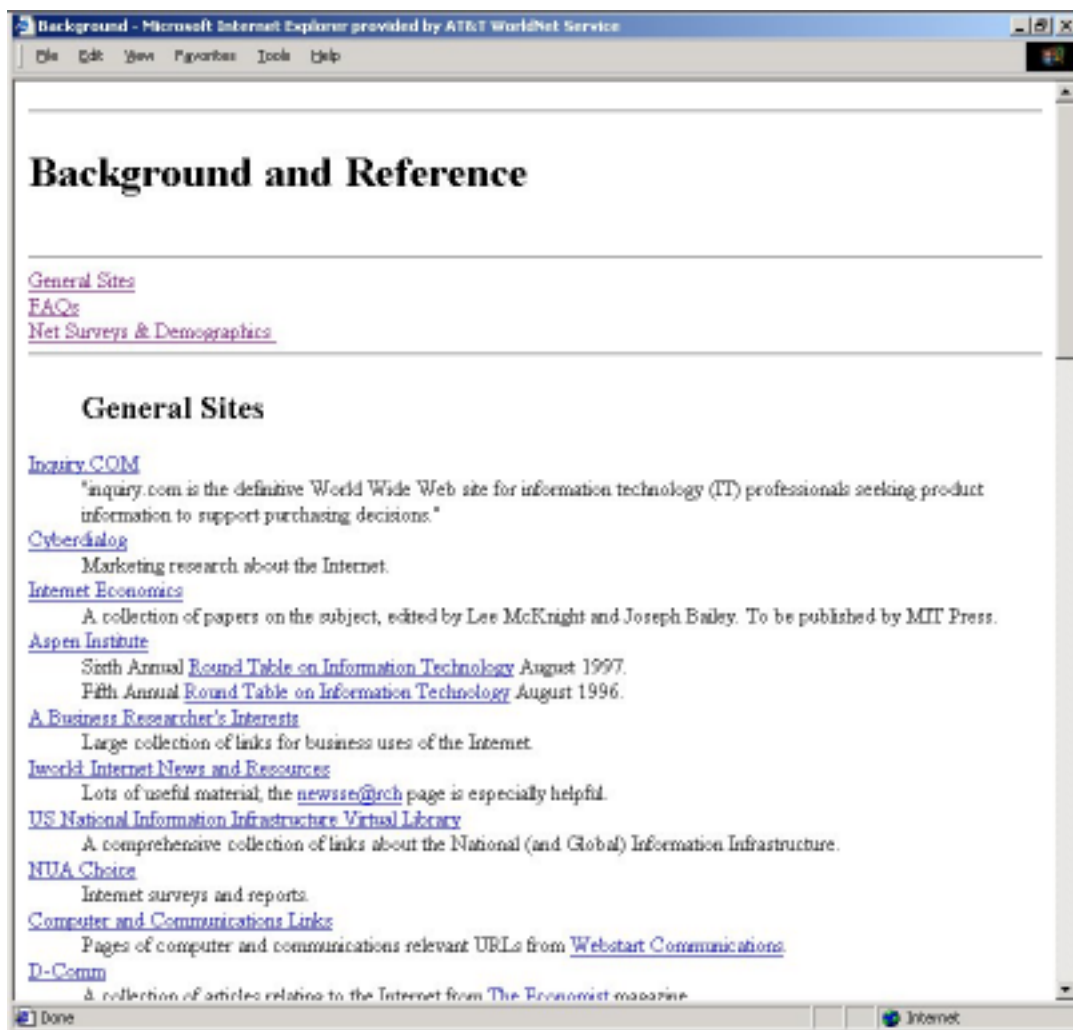 Background - Microsoft Internet Explorer provided by AT&T WorldNet Service
File Edit View Favorites Tools Help
Background and Reference
General Sites
FAQs
Net Surveys & Demographics
General Sites
Inquiry.COM
"inquiry.com is the definitive World Wide Web site for information technology (IT) professionals seeking product
information to support purchasing decisions."
Cyberdialog
Marketing research about the Internet.
Internet Economics
A collection of papers on the subject, edited by Lee McKnight and Joseph Bailey. To be published by MIT Press.
Aspen Institute
Sixth Annual Round Table on Information Technology August 1997.
Fifth Annual Round Table on Information Technology August 1996.
A Business Researcher's Interests
Large collection of links for business uses of the Internet.
Iworld: Internet News and Resources
Lots of useful material; the newsse@rch page is especially helpful.
US National Information Infrastructure Virtual Library
A comprehensive collection of links about the National (and Global) Information Infrastructure.
NUA Choice
Internet surveys and reports.
Computer and Communications Links
Pages of computer and communications relevant URLs from Webstart Communications.
D-Comm
A collection of articles relating to the Internet from The Economist magazine
Done
Internet